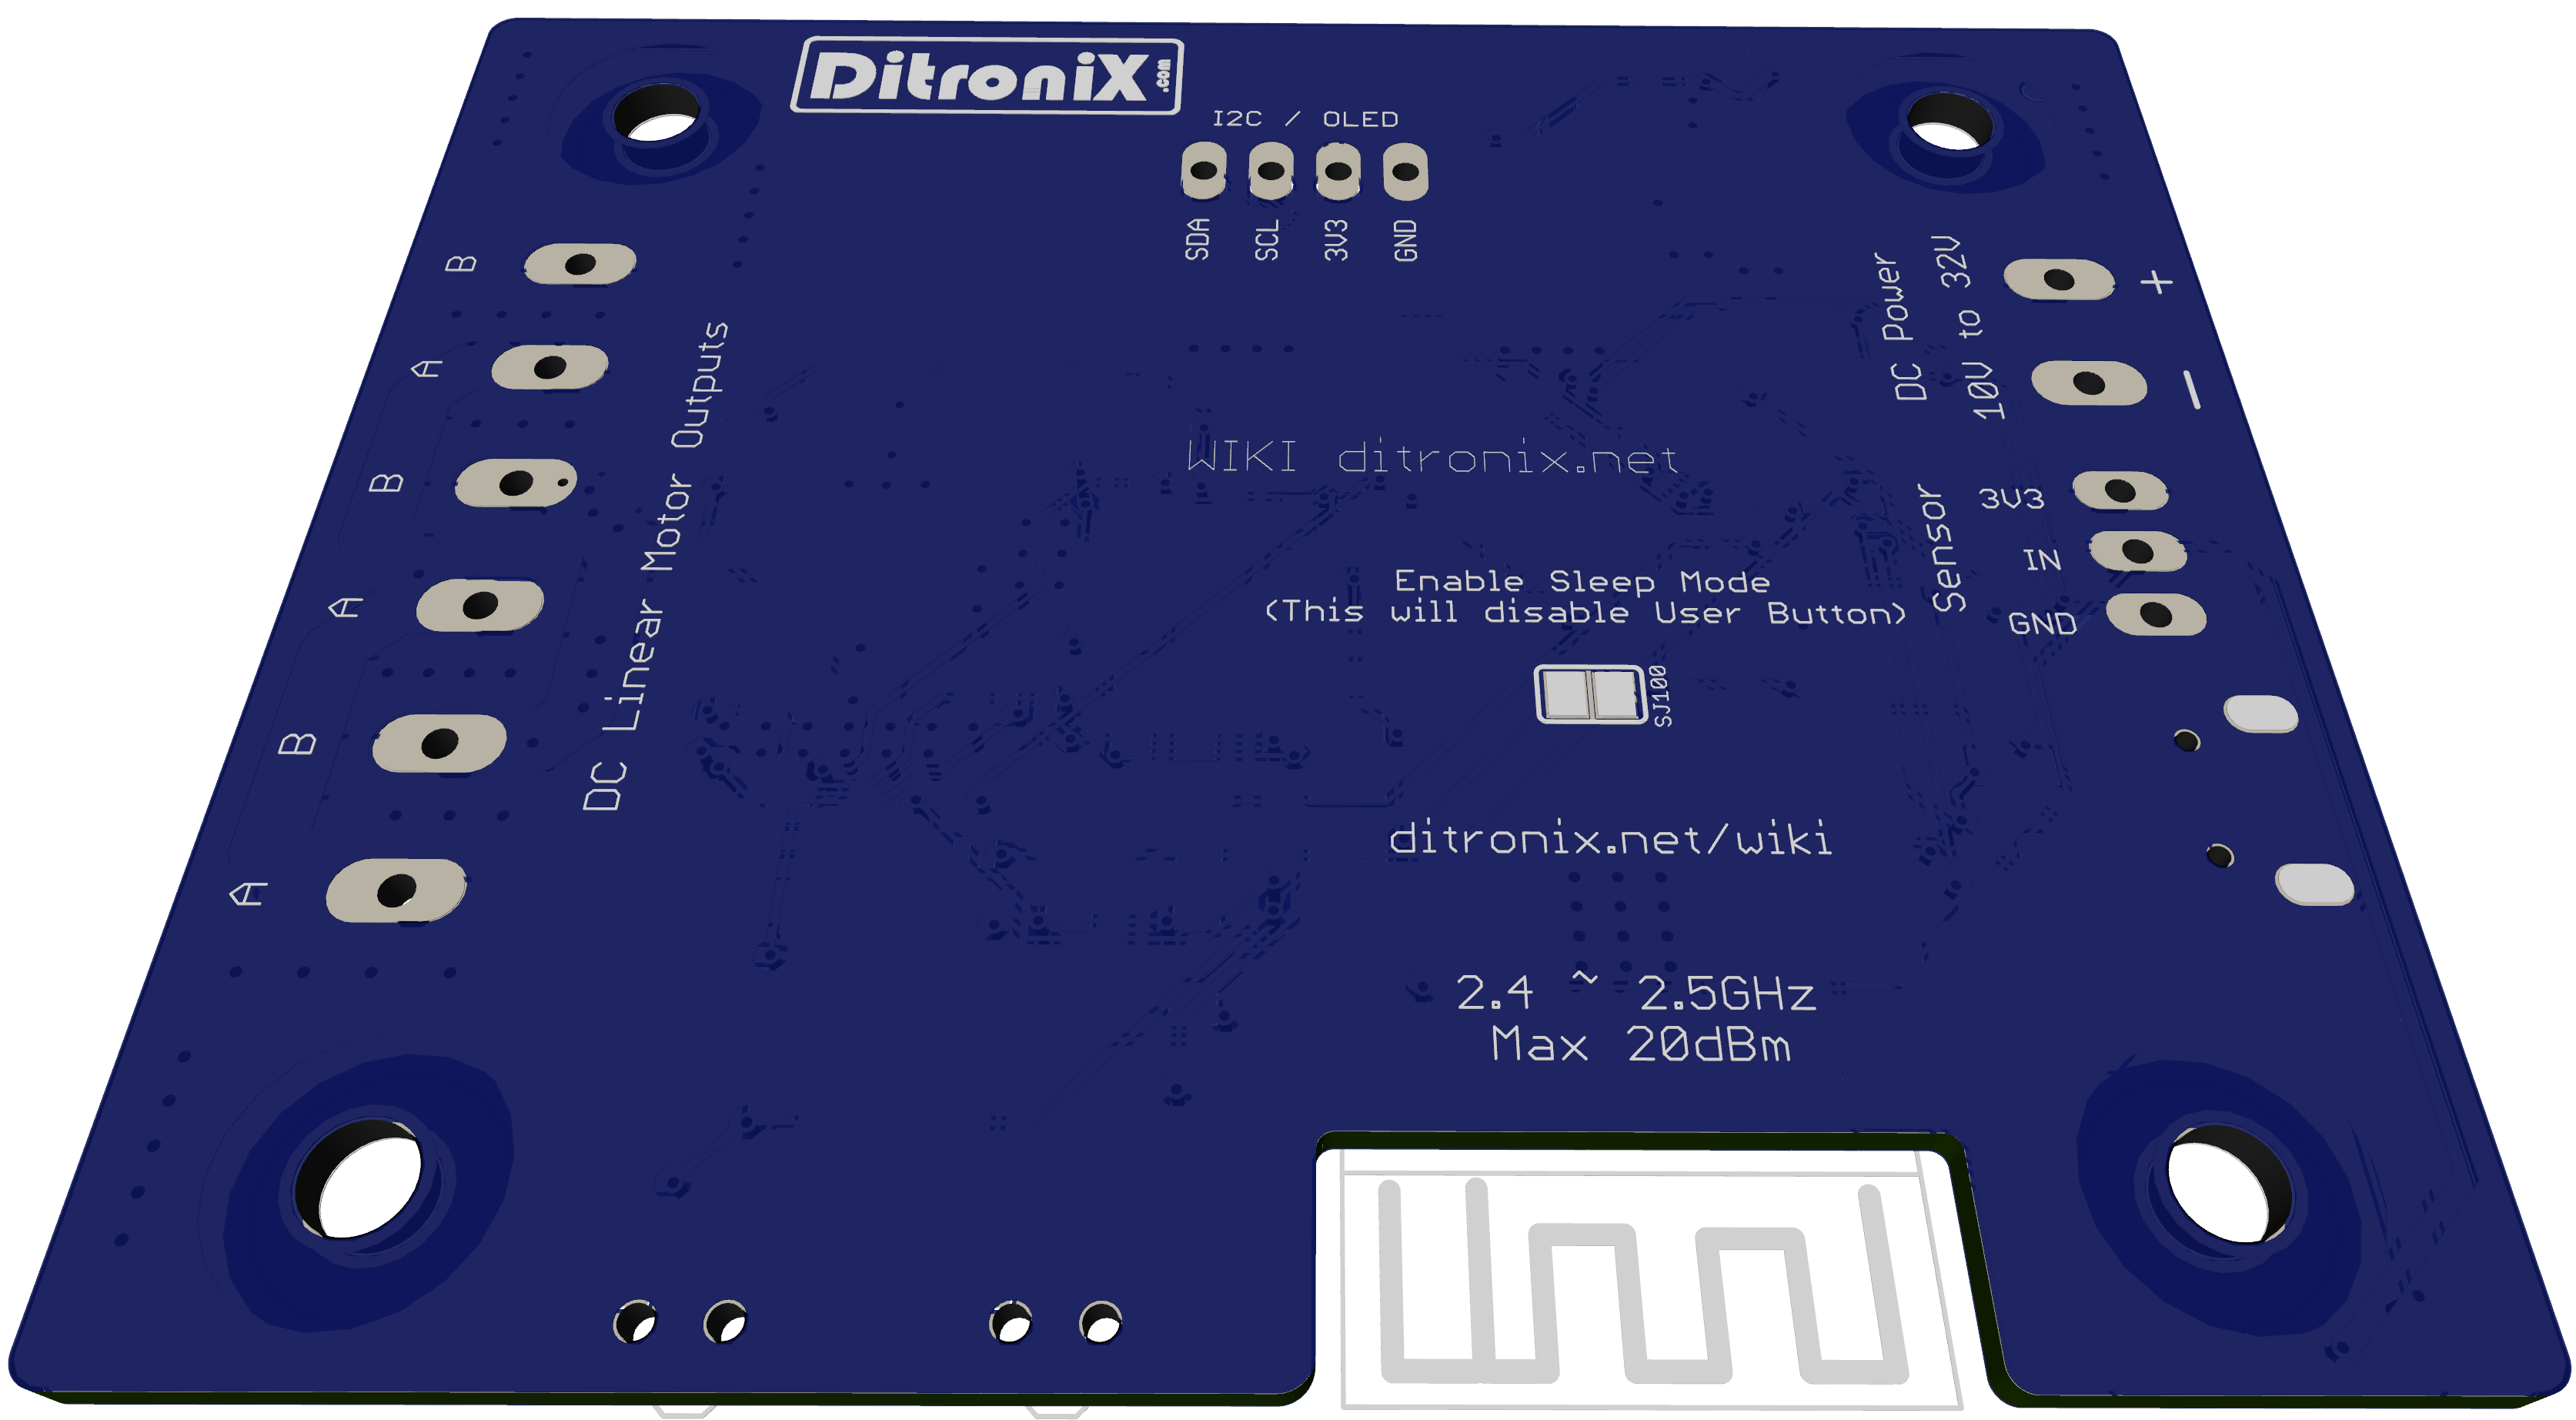 DitroniX.com
I2C / OLED
SDA
SCL
3V3
GND
B
A
B
A
B
A
DC Linear Motor Outputs
DC Power
10V to 32V
+
-
WIKI ditronix.net
Sensor
3V3
IN
GND
Enable Sleep Mode
(This will disable User Button)
SJ100
ditronix.net/wiki
2.4 ~ 2.5GHz
Max 20dBm